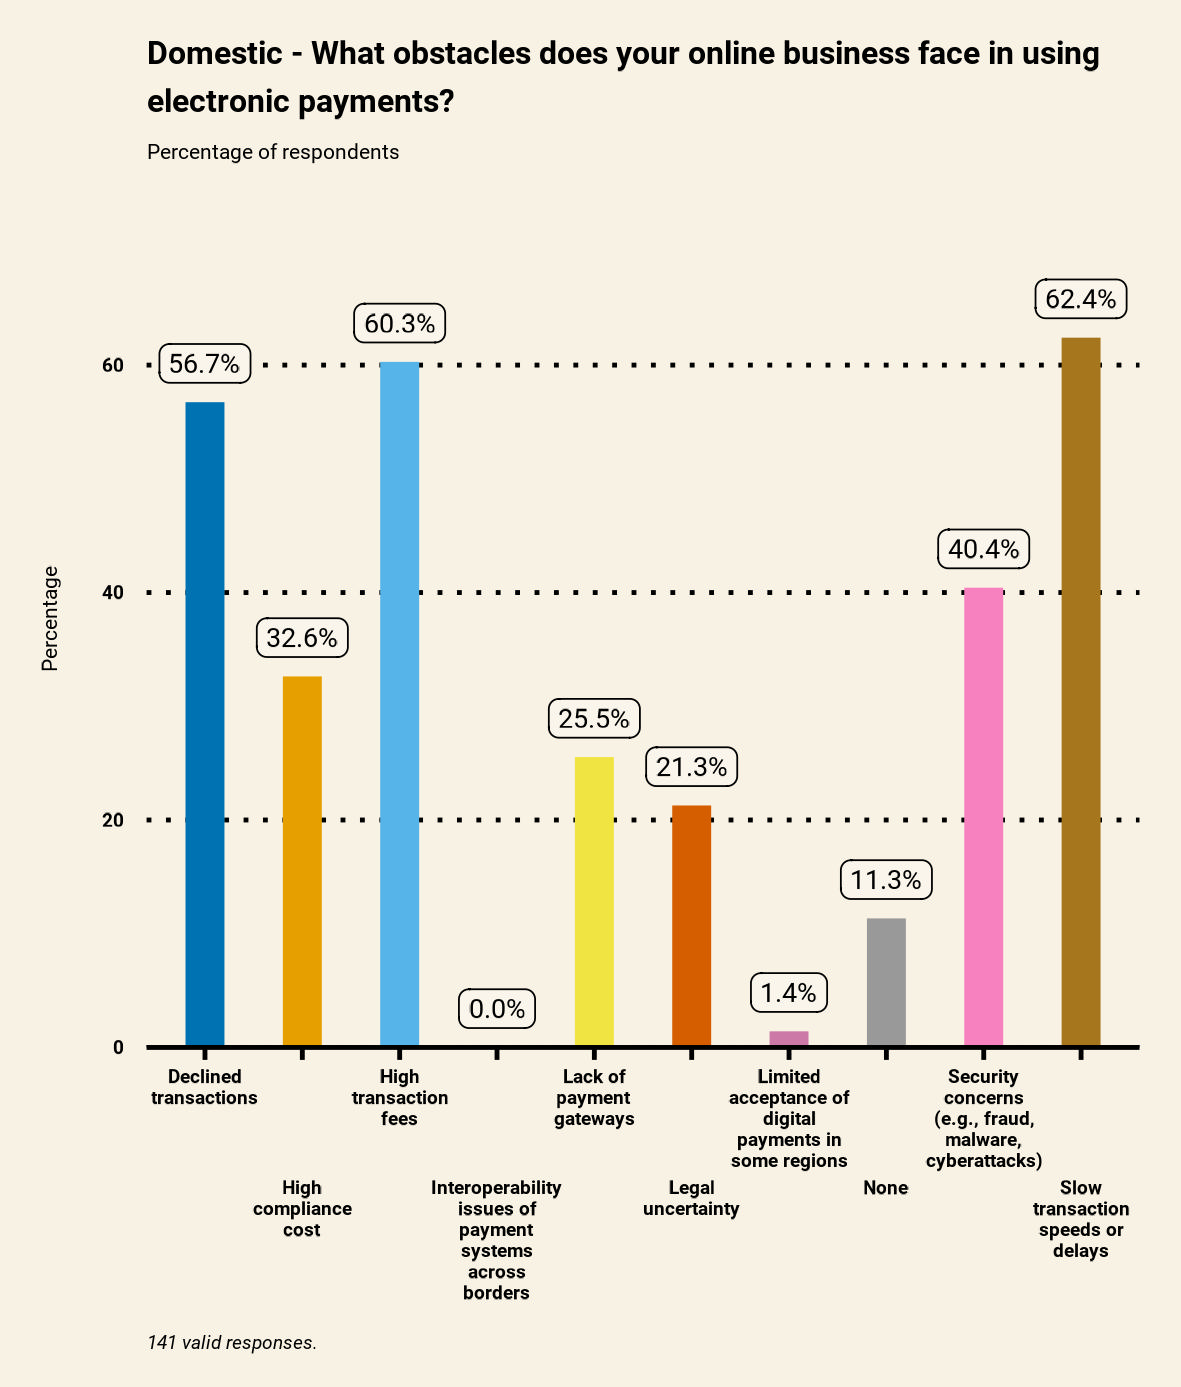 Domestic - What obstacles does your online business face in using
electronic payments?
Percentage of respondents
62.4%
60.3%
56.7%
60
40.4%
40
32.6%
25.5%
21.3%
20
11.3%
1.4%
0.0%
0
Percentage
Declined
transactions
High
compliance
cost
High
transaction
fees
Interoperability
issues of
payment
systems
across
borders
Lack of
payment
gateways
Legal
uncertainty
Limited
acceptance of
digital
payments in
some regions
None
Security
concerns
(e.g., fraud,
malware,
cyberattacks)
Slow
transaction
speeds or
delays
141 valid responses.